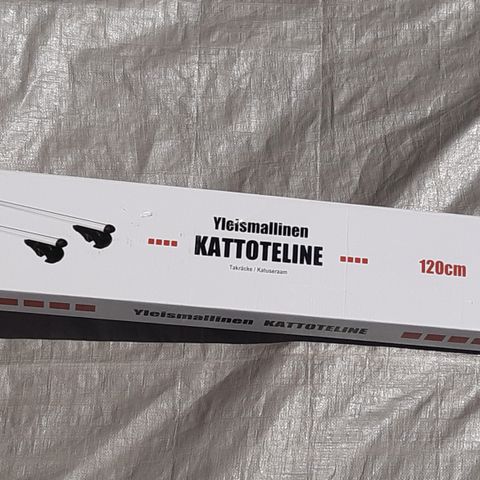 Yleismallinen
KATTOTELINE
Takräcke / Katuseraam
120cm
Yleismallinen KATTOTELINE